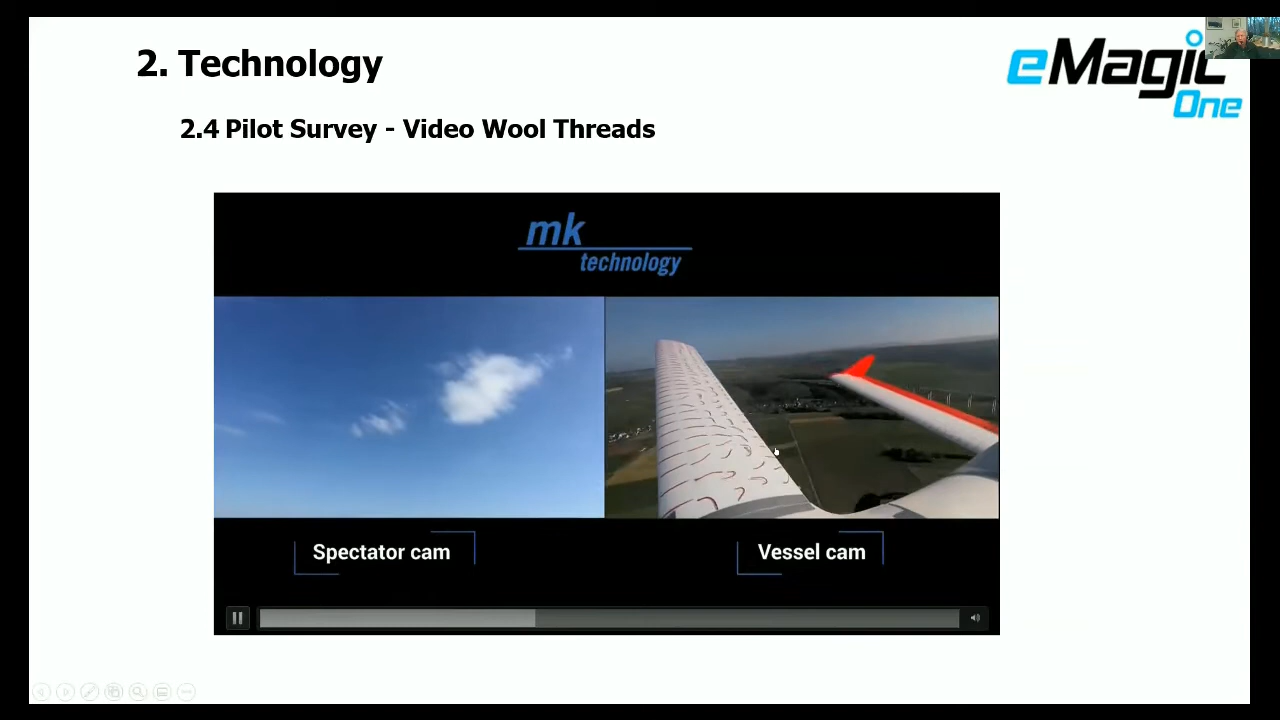 2. Technology
eMagic
One
2.4 Pilot Survey - Video Wool Threads
mk
technology
Spectator cam
Vessel cam